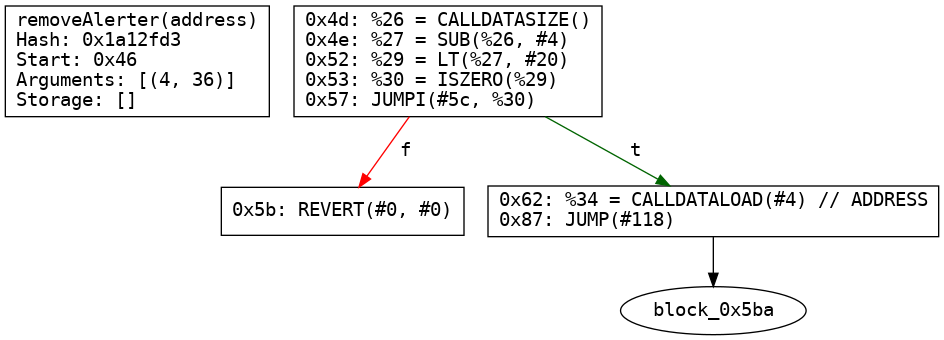 removeAlerter(address)
Hash: 0x1a12fd3
Start: 0x46
Arguments: [(4, 36)]
Storage: []
0x4d: %26 = CALLDATASIZE()
0x4e: %27 = SUB(%26, #4)
0x52: %29 = LT(%27, #20)
0x53: %30 = ISZERO(%29)
0x57: JUMPI(#5c, %30)
f
t
0x5b: REVERT(#0, #0)
0x62: %34 = CALLDATALOAD(#4) // ADDRESS
0x87: JUMP(#118)
block_0x5ba